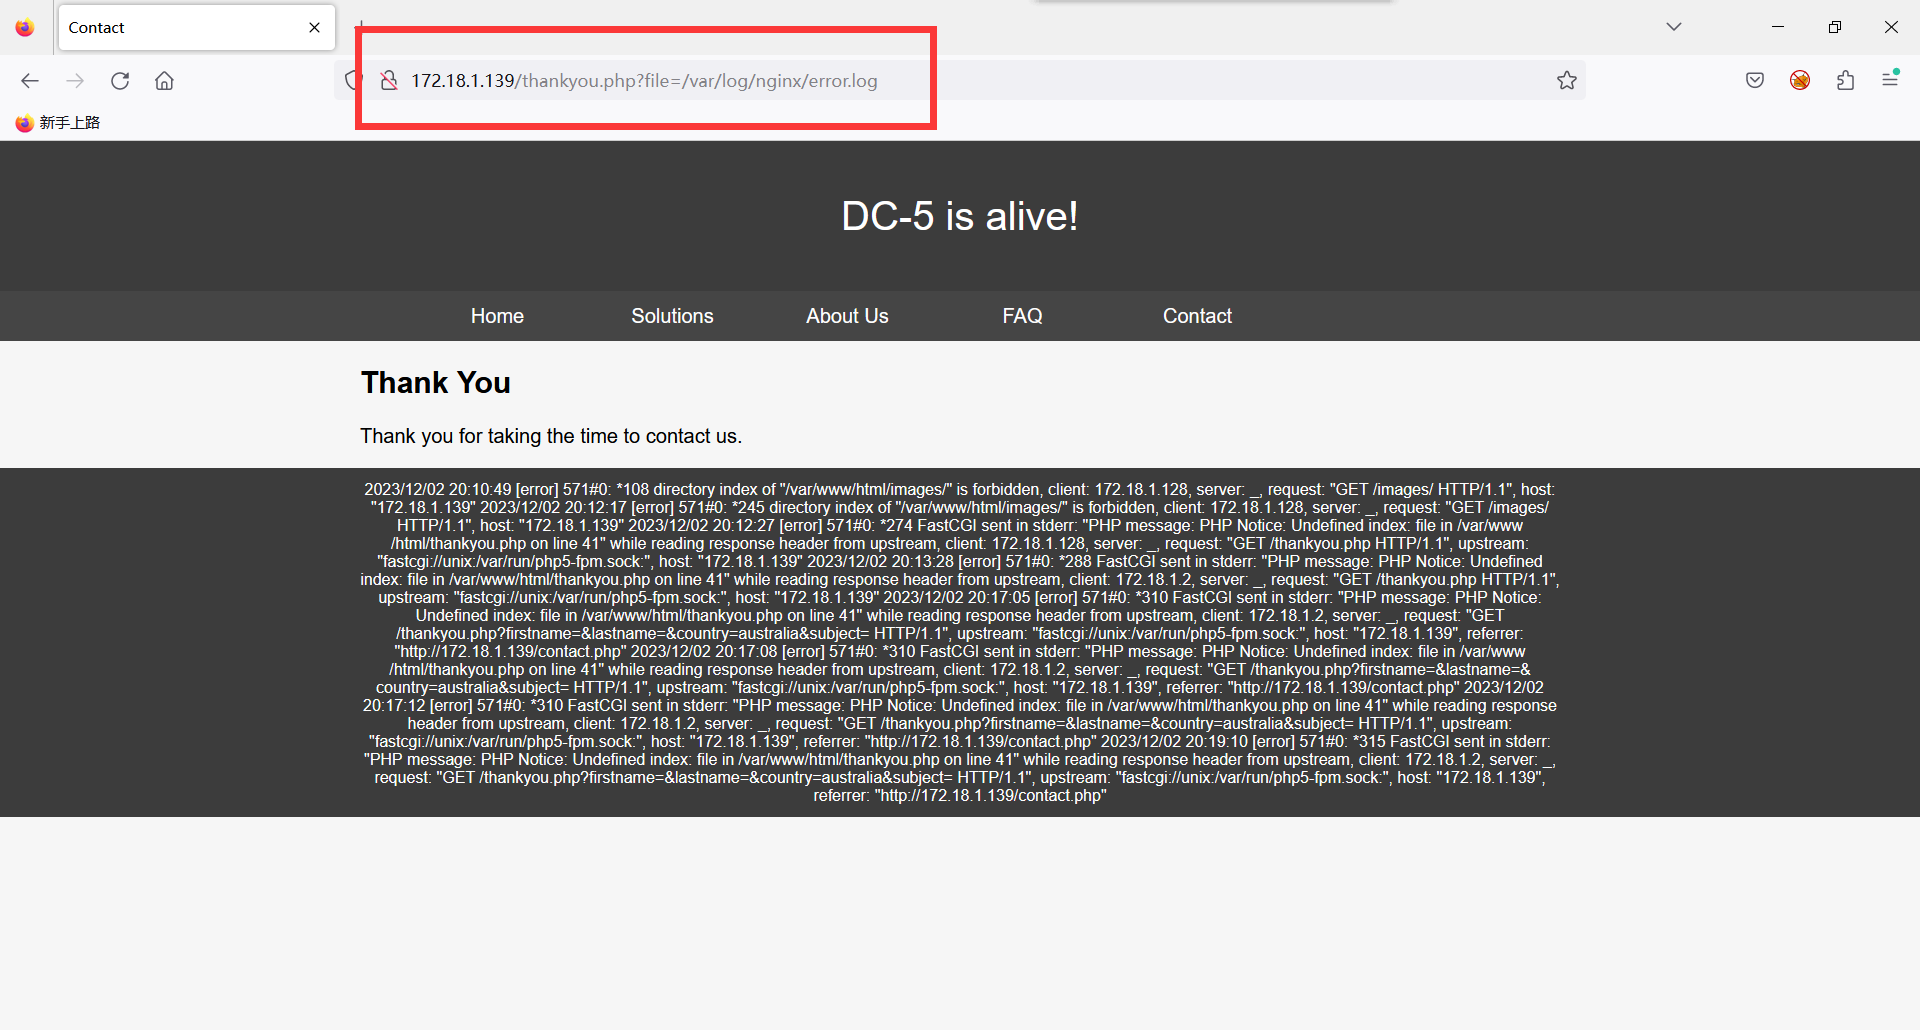 Contact
172.18.1.139/thankyou.php?file=/var/log/nginx/error.log
新手上路
DC-5 is alive!
Home Solutions About Us FAQ Contact
Thank You
Thank you for taking the time to contact us.
2023/12/02 20:10:49 [error] 571#0: *108 directory index of "/var/www/html/images/" is forbidden, client: 172.18.1.128, server: _, request: "GET /images/ HTTP/1.1", host:
"172.18.1.139" 2023/12/02 20:12:17 [error] 571#0: *245 directory index of "/var/www/html/images/" is forbidden, client: 172.18.1.128, server: _, request: "GET /images/
HTTP/1.1", host: "172.18.1.139" 2023/12/02 20:12:27 [error] 571#0: *274 FastCGI sent in stderr: "PHP message: PHP Notice: Undefined index: file in /var/www
/html/thankyou.php on line 41" while reading response header from upstream, client: 172.18.1.128, server: _, request: "GET /thankyou.php HTTP/1.1", upstream:
"fastcgi://unix:/var/run/php5-fpm.sock:", host: "172.18.1.139" 2023/12/02 20:13:28 [error] 571#0: *288 FastCGI sent in stderr: "PHP message: PHP Notice: Undefined
index: file in /var/www/html/thankyou.php on line 41" while reading response header from upstream, client: 172.18.1.2, server: _, request: "GET /thankyou.php HTTP/1.1",
upstream: "fastcgi://unix:/var/run/php5-fpm.sock:", host: "172.18.1.139" 2023/12/02 20:17:05 [error] 571#0: *310 FastCGI sent in stderr: "PHP message: PHP Notice:
Undefined index: file in /var/www/html/thankyou.php on line 41" while reading response header from upstream, client: 172.18.1.2, server: _, request: "GET
/thankyou.php?firstname=&lastname=&country=australia&subject= HTTP/1.1", upstream: "fastcgi://unix:/var/run/php5-fpm.sock:", host: "172.18.1.139", referrer:
"http://172.18.1.139/contact.php" 2023/12/02 20:17:08 [error] 571#0: *310 FastCGI sent in stderr: "PHP message: PHP Notice: Undefined index: file in /var/www
/html/thankyou.php on line 41" while reading response header from upstream, client: 172.18.1.2, server: _, request: "GET /thankyou.php?firstname=&lastname=&
country=australia&subject= HTTP/1.1", upstream: "fastcgi://unix:/var/run/php5-fpm.sock:", host: "172.18.1.139", referrer: "http://172.18.1.139/contact.php" 2023/12/02
20:17:12 [error] 571#0: *310 FastCGI sent in stderr: "PHP message: PHP Notice: Undefined index: file in /var/www/html/thankyou.php on line 41" while reading response
header from upstream, client: 172.18.1.2, server: _, request: "GET /thankyou.php?firstname=&lastname=&country=australia&subject= HTTP/1.1", upstream:
"fastcgi://unix:/var/run/php5-fpm.sock:", host: "172.18.1.139", referrer: "http://172.18.1.139/contact.php" 2023/12/02 20:19:10 [error] 571#0: *315 FastCGI sent in stderr:
"PHP message: PHP Notice: Undefined index: file in /var/www/html/thankyou.php on line 41" while reading response header from upstream, client: 172.18.1.2, server: _,
request: "GET /thankyou.php?firstname=&lastname=&country=australia&subject= HTTP/1.1", upstream: "fastcgi://unix:/var/run/php5-fpm.sock:", host: "172.18.1.139",
referrer: "http://172.18.1.139/contact.php"